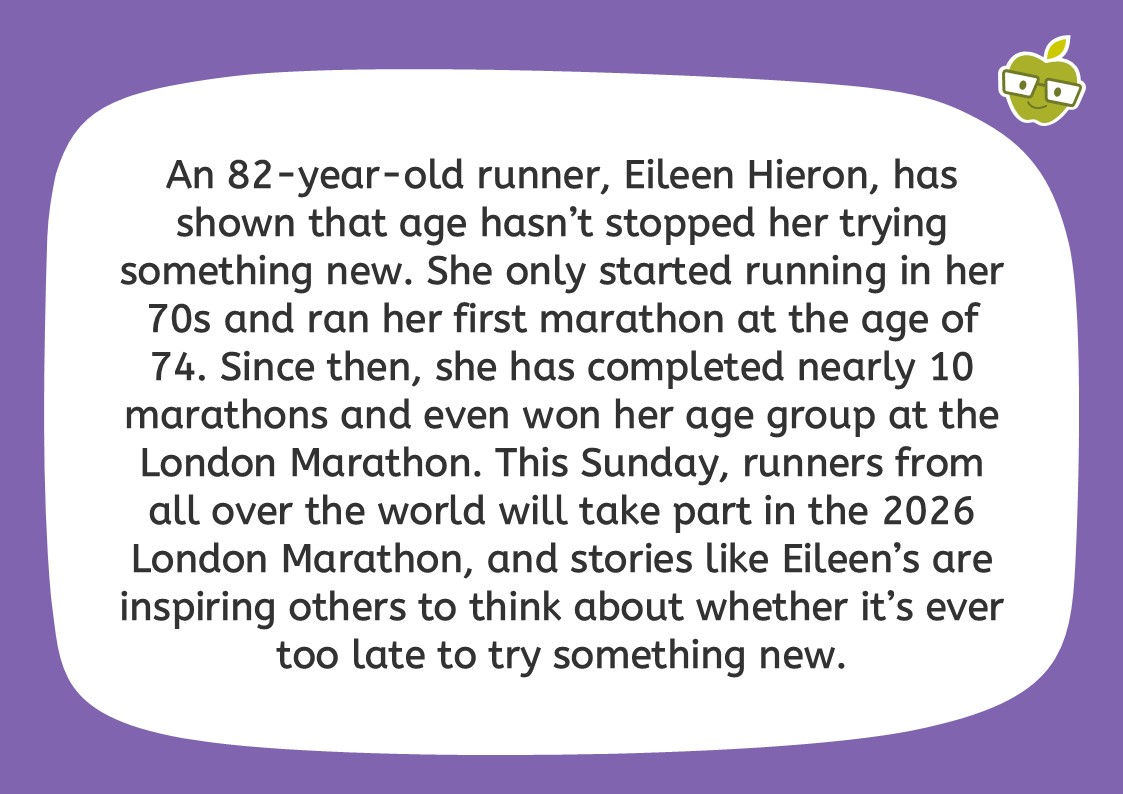 An 82-year-old runner, Eileen Hieron, has
shown that age hasn’t stopped her trying
something new. She only started running in her
70s and ran her first marathon at the age of
74. Since then, she has completed nearly 10
marathons and even won her age group at the
London Marathon. This Sunday, runners from
all over the world will take part in the 2026
London Marathon, and stories like Eileen’s are
inspiring others to think about whether it’s ever
too late to try something new.